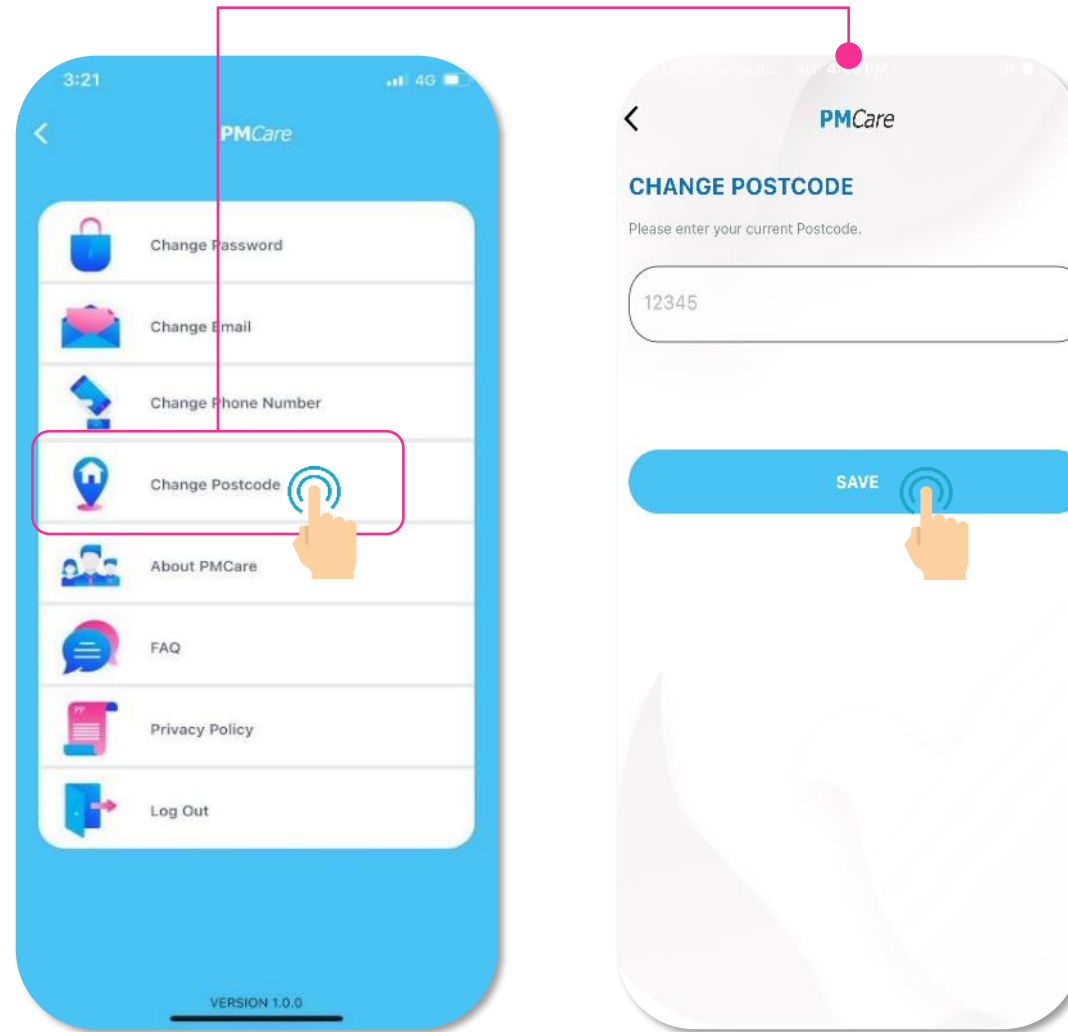 3:21
4G
PMCare
Change Password
Change Email
Change Phone Number
Change Postcode
About PMCare
FAQ
PP
Privacy Policy
Log Out
VERSION 1.0.0
PM
PMCare
CHANGE POSTCODE
Please enter your current Postcode.
12345
SAVE